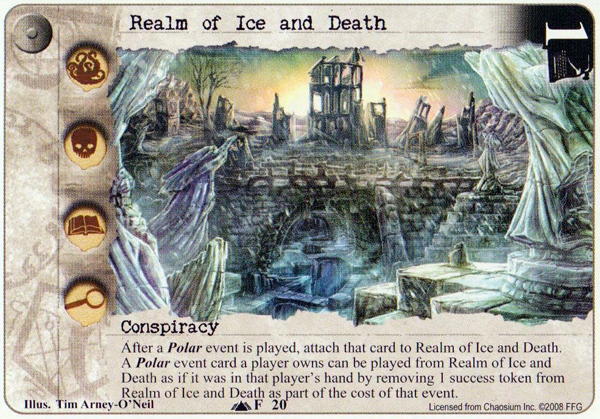 Realm of Ice and Death
1
Conspiracy
After a Polar event is played, attach that card to Realm of Ice and Death.
A Polar event card a player owns can be played from Realm of Ice and
Death as if it was in that player's hand by removing 1 success token from
Realm of Ice and Death as part of the cost of that event.
Illus. Tim Arney-O'Neil F 20 Licensed from Chaosium Inc. ©2008 FFG